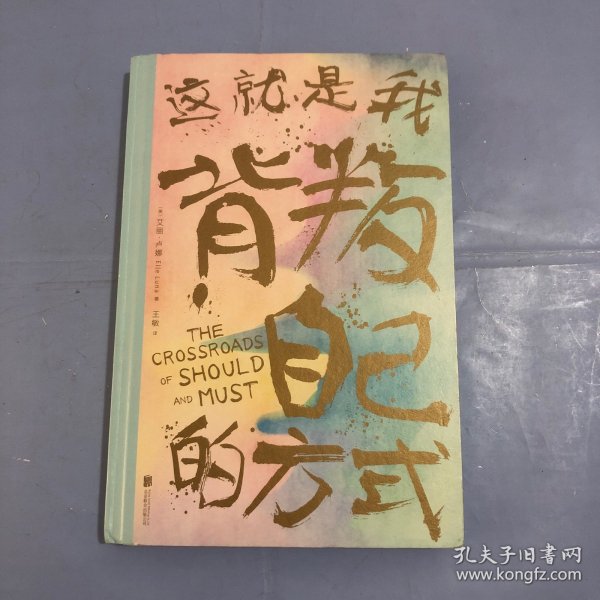 这就是我
背叛
自己
的方式
[美]艾丽·卢娜 Elle Luna 著
王敏 译
THE
CROSSROADS
OF SHOULD
AND MUST
孔夫子旧书网
www.kongfz.com